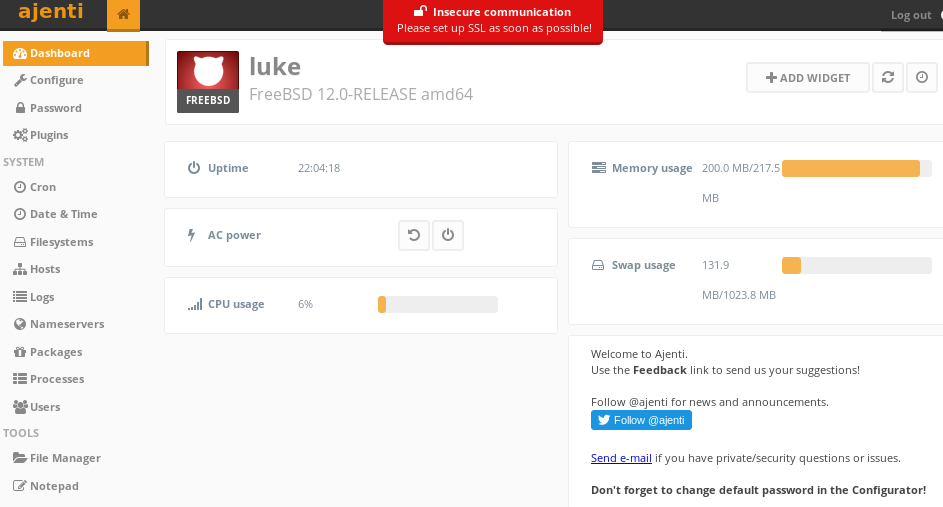 ajenti
Insecure communication
Please set up SSL as soon as possible!
Log out
Dashboard
Configure
Password
Plugins
SYSTEM
Cron
Date & Time
Filesystems
Hosts
Logs
Nameservers
Packages
Processes
Users
TOOLS
File Manager
Notepad
FREEBSD
luke
FreeBSD 12.0-RELEASE amd64
ADD WIDGET
Uptime 22:04:18
AC power
CPU usage 6%
Memory usage 200.0 MB/217.5
MB
Swap usage 131.9
MB/1023.8 MB
Welcome to Ajenti.
Use the Feedback link to send us your suggestions!
Follow @ajenti for news and announcements.
Follow @ajenti
Send e-mail if you have private/security questions or issues.
Don't forget to change default password in the Configurator!